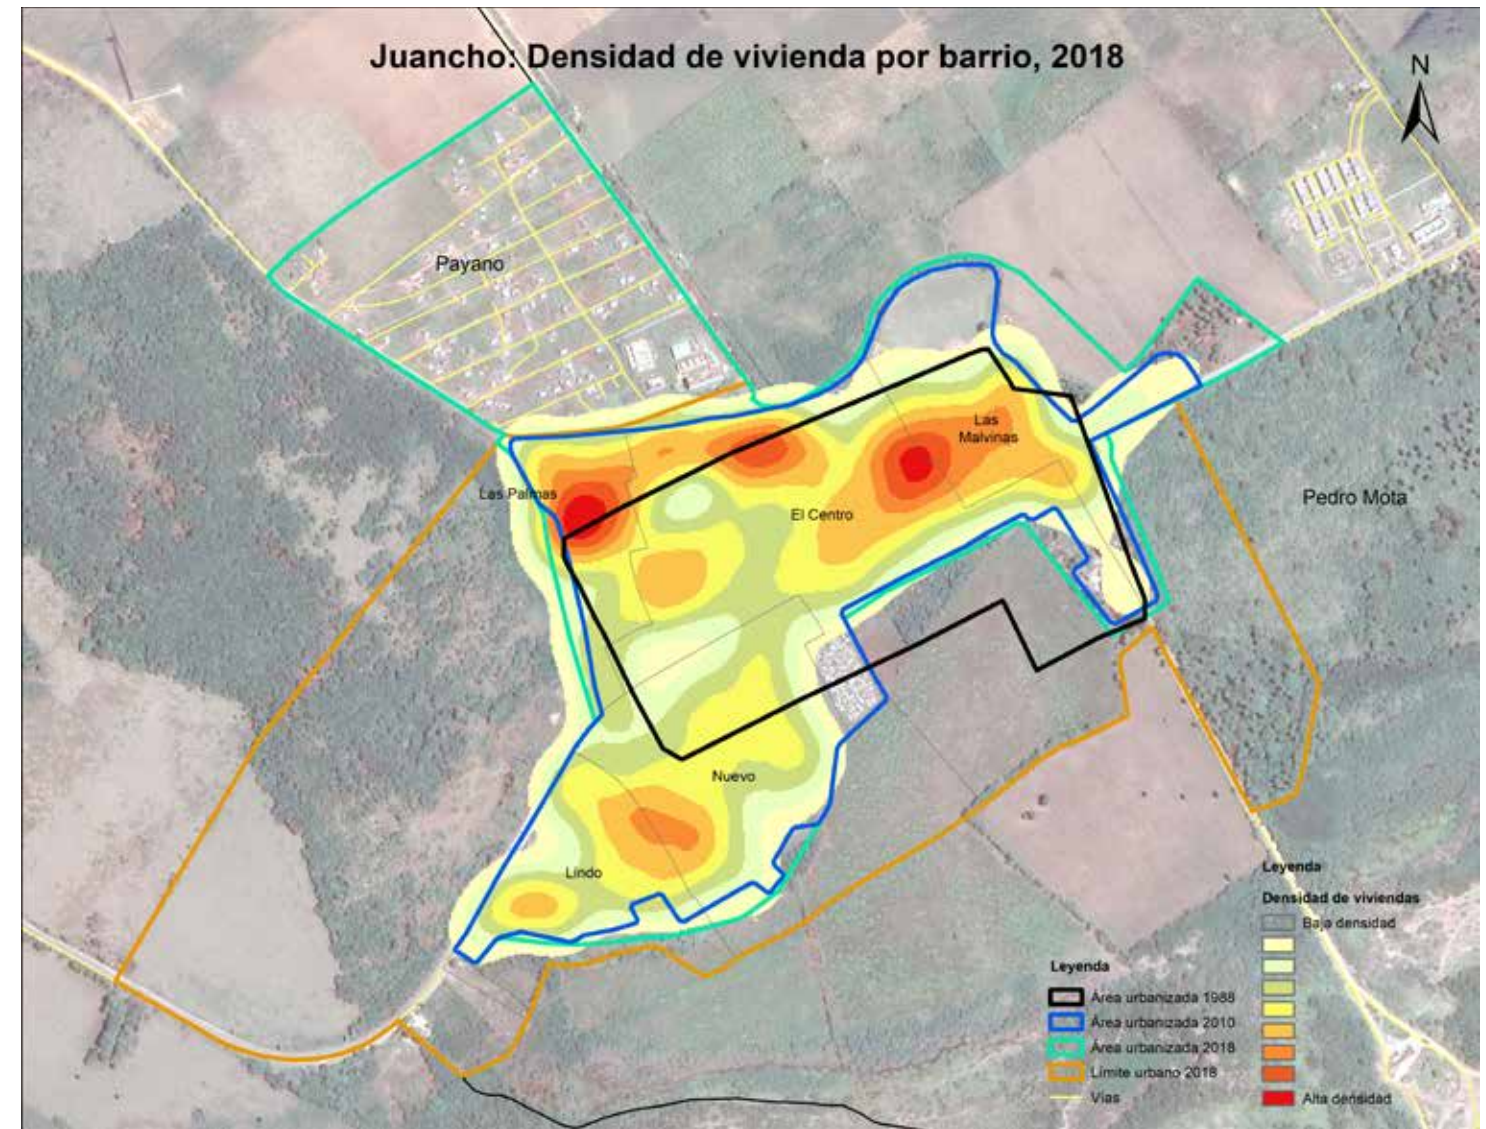 Juancho: Densidad de vivienda por barrio, 2018
N
Payano
Las
Malvinas
Las Palmas
El Centro
Pedro Mota
Nuevo
Lindo
Leyenda
Densidad de viviendas
Baja densidad
Alta densidad
Leyenda
Área urbanizada 1988
Área urbanizada 2010
Área urbanizada 2018
Límite urbano 2018
Vías